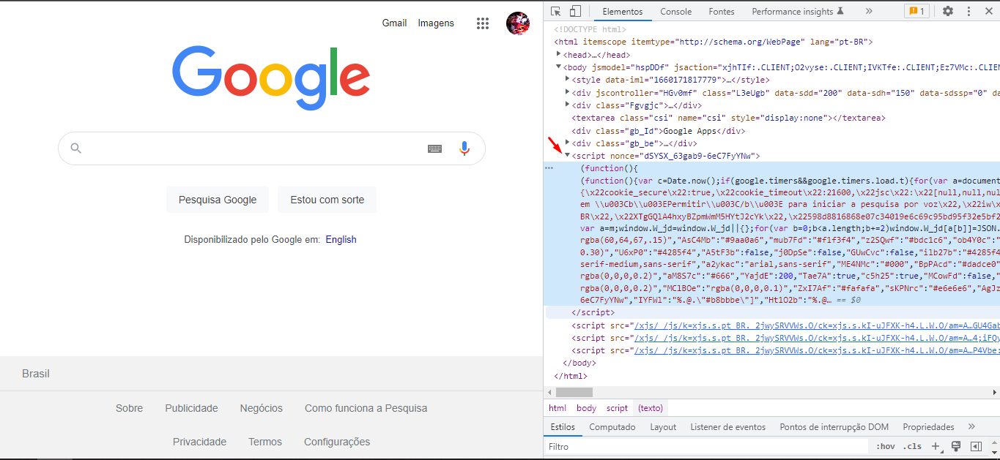 Gmail Imagens
Google
Pesquisa Google Estou com sorte
Disponibilizado pelo Google em: English
Brasil
Sobre Publicidade Negócios Como funciona a Pesquisa
Privacidade Termos Configurações
Elementos Console Fontes Performance insights » 1
<!DOCTYPE html>
<html itemscope itemtype="http://schema.org/WebPage" lang="pt-BR">
<head>…</head>
<body jsmodel="hspDDf" jsaction="xjhTIf:.CLIENT;O2vyse:.CLIENT;IVKTfe:.CLIENT;Ez7VMc:.CLIEN
<style data-iml="1660171817779">…</style>
<div jscontroller="HGv0mf" class="L3eUgb" data-sdd="200" data-sdh="150" data-sdssp="0" da
<div class="Fgvgjc">…</div>
<textarea class="csi" name="csi" style="display:none"></textarea>
<div class="gb_Id">Google Apps</div>
<div class="gb_be">…</div>
<script nonce="dSYSX_63gab9-6eC7FyYNw">
(function(){
(function(){var c=Date.now();if(google.timers&&google.timers.load.t){for(var a=document
{\x22cookie_secure\x22:true,\x22cookie_timeout\x22:21600,\x22jsc\x22:\x22[null,null,nu
em \\u003Cb\\u003EPermitir\\u003C/b\\u003E para iniciar a pesquisa por voz\x22,\x22iw\x
BR\x22,\x22XTgGQlA4hxyBZpmWmM5HYtJ2cYk\x22,\x22598d8816868e07c34019e6c69c95bd95f32e5bf2
var a=m;window.W_jd=window.W_jd||{};for(var b=0;b<a.length;b+=2)window.W_jd[a[b]]=JSON.
rgba(60,64,67,.15)","AsC4Mb":"#9aa0a6","mub7Fd":"#f1f3f4","z2SQwf":"#bdc1c6","ob4Y0c":"
0.30)","U6xP0":"#4285f4","A5tF3b":false,"j0DpSe":false,"GUwCvc":false,"ilb27b":"#4285f4
serif-medium,sans-serif","a2ykac":"arial,sans-serif","ME4NMc":"#000","BpPAcd":"#dadce0"
rgba(0,0,0,0.2)","aM8S7c":"#666","YajdE":200,"Tae7A":true,"c5h25":true,"MCowFd":false,"
rgba(0,0,0,0.2)","MClBOe":"rgba(0,0,0,0.1)","ZxI7Af":"#fafafa","sKPNrc":"#e6e6e6","AgJz
6eC7FyYNw","IYFWl":"%.@.\"#b8bbbe\"]","Ht1O2b":"%.@… == $0
</script>
<script src="/xjs/_/js/k=xjs.s.pt_BR._2jwySRVVWs.O/ck=xjs.s.kI-uJFXK-h4.L.W.O/am=A…GU4Gab
<script src="/xjs/_/js/k=xjs.s.pt_BR._2jwySRVVWs.O/ck=xjs.s.kI-uJFXK-h4.L.W.O/am=A…4;iFQv
<script src="/xjs/_/js/k=xjs.s.pt_BR._2jwySRVVWs.O/ck=xjs.s.kI-uJFXK-h4.L.W.O/am=A…P4Vbe:
</body>
</html>
html body script (texto)
Estilos Computado Layout Listener de eventos Pontos de interrupção DOM Propriedades »
Filtro :hov .cls